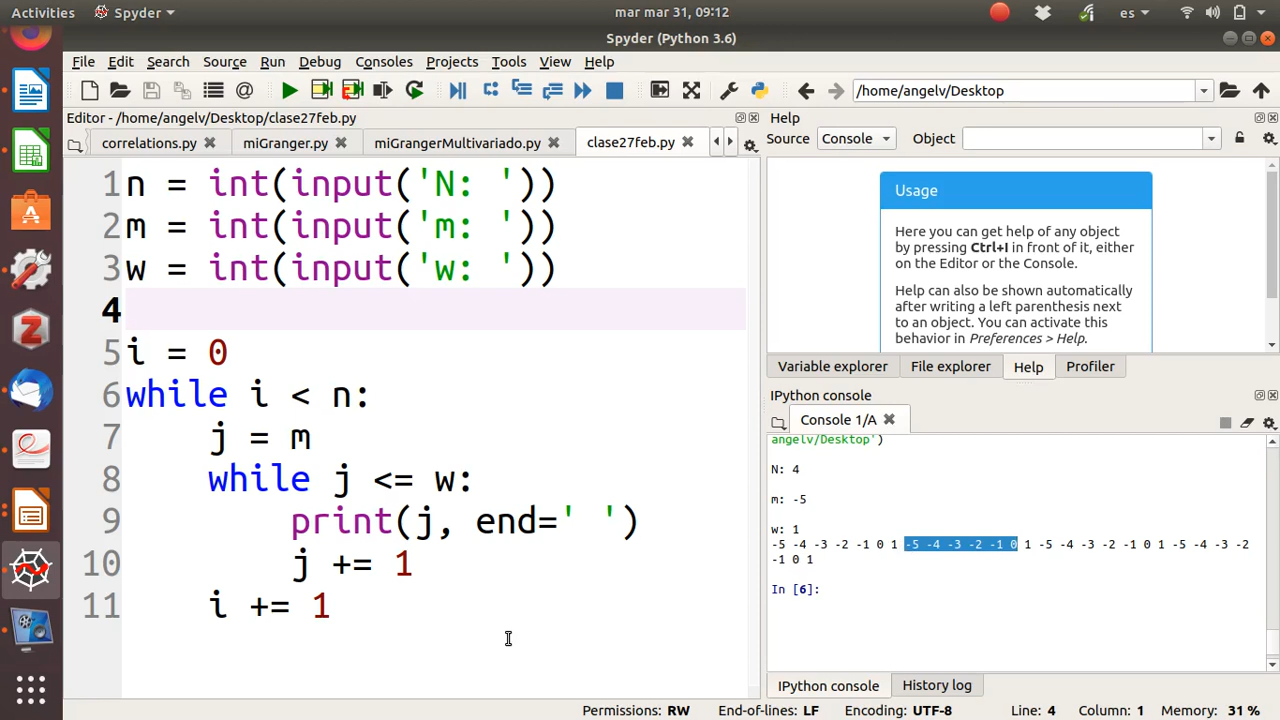 Activities
Spyder
mar mar 31, 09:12
es
Spyder (Python 3.6)
File Edit Search Source Run Debug Consoles Projects Tools View Help
/home/angelv/Desktop
Editor - /home/angelv/Desktop/clase27feb.py
correlations.py
miGranger.py
miGrangerMultivariado.py
clase27feb.py
1 n = int(input('N: '))
2 m = int(input('m: '))
3 w = int(input('w: '))
4
5 i = 0
6 while i < n:
7 j = m
8 while j <= w:
9 print(j, end=' ')
10 j += 1
11 i += 1
Help
Source Console Object
Usage
Here you can get help of any object
by pressing Ctrl+I in front of it, either
on the Editor or the Console.
Help can also be shown automatically
after writing a left parenthesis next
to an object. You can activate this
behavior in Preferences > Help.
Variable explorer File explorer Help Profiler
IPython console
Console 1/A
angelv/Desktop')
N: 4
m: -5
w: 1
-5 -4 -3 -2 -1 0 1 -5 -4 -3 -2 -1 0 1 -5 -4 -3 -2 -1 0 1 -5 -4 -3 -2
-1 0 1
In [6]:
IPython console History log
Permissions: RW End-of-lines: LF Encoding: UTF-8 Line: 4 Column: 1 Memory: 31 %